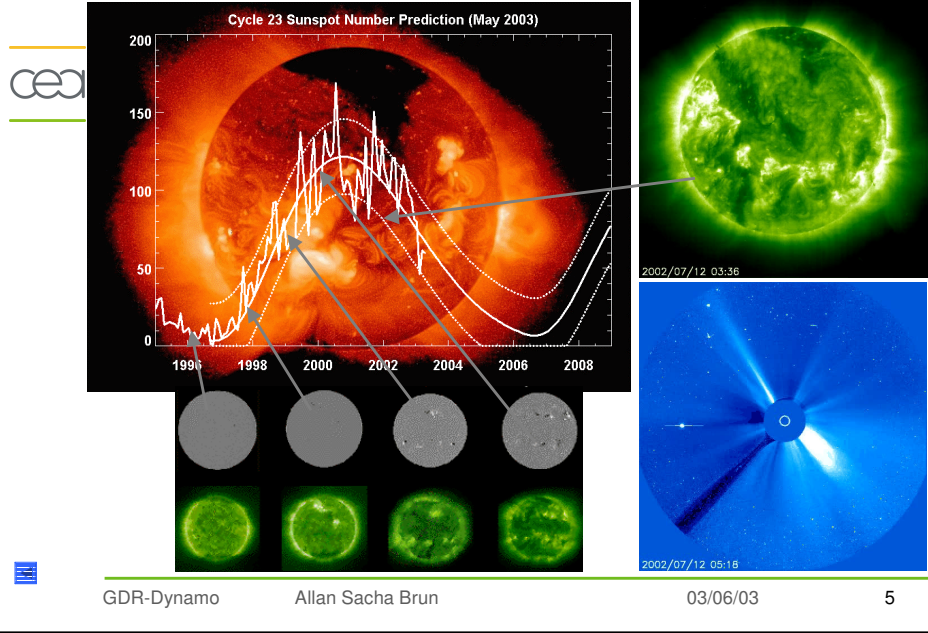 Cycle 23 Sunspot Number Prediction (May 2003)
cea
200
150
100
50
0
1996 1998 2000 2002 2004 2006 2008
2002/07/12 03:36
2002/07/12 05:18
GDR-Dynamo Allan Sacha Brun 03/06/03 5